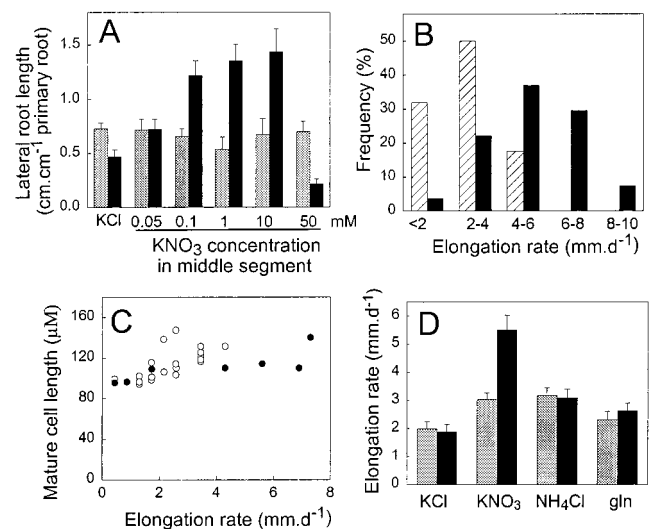 A
Lateral root length
(cm.cm⁻¹ primary root)
1.5
1.0
0.5
0.0
KCl 0.05 0.1 1 10 50 mM
KNO₃ concentration
in middle segment
B
Frequency (%)
50
40
30
20
10
0
<2 2-4 4-6 6-8 8-10
Elongation rate (mm.d⁻¹)
C
Mature cell length (µM)
160
120
80
40
0
0 2 4 6 8
Elongation rate (mm.d⁻¹)
D
Elongation rate (mm.d⁻¹)
6
5
4
3
2
1
0
KCl KNO₃ NH₄Cl gln